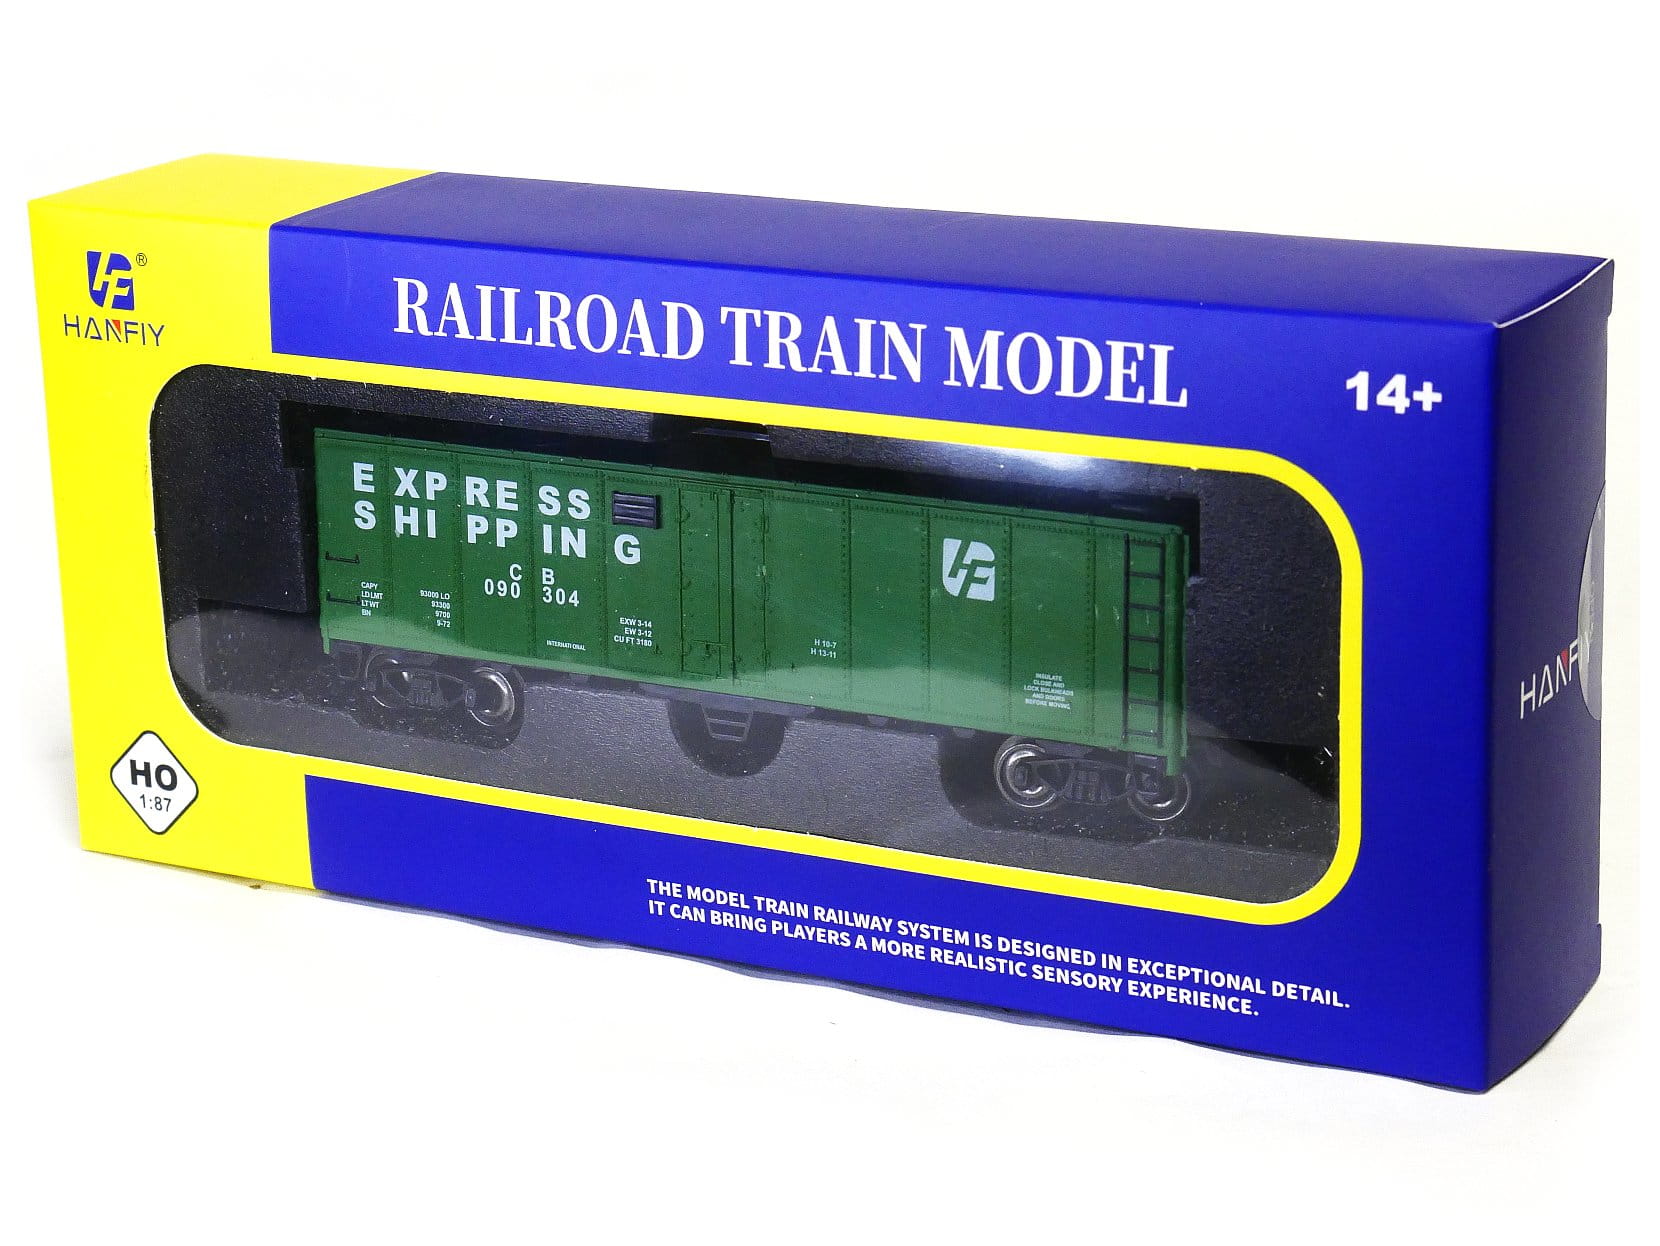 HE®
HANFIY
RAILROAD TRAIN MODEL
14+
EXPRESS
SHIPPING
CB
090 304
CAPY 93000 LO
LD LMT 93300
LT WT 9700
BN 9-72
EXW 3-14
EW 3-12
CU FT 3180
INTERNATIONAL
H 10-7
H 13-11
INSULATE
CLOSE AND
LOCK BULKHEADS
AND DOORS
BEFORE MOVING
HO
1:87
THE MODEL TRAIN RAILWAY SYSTEM IS DESIGNED IN EXCEPTIONAL DETAIL.
IT CAN BRING PLAYERS A MORE REALISTIC SENSORY EXPERIENCE.
HANF